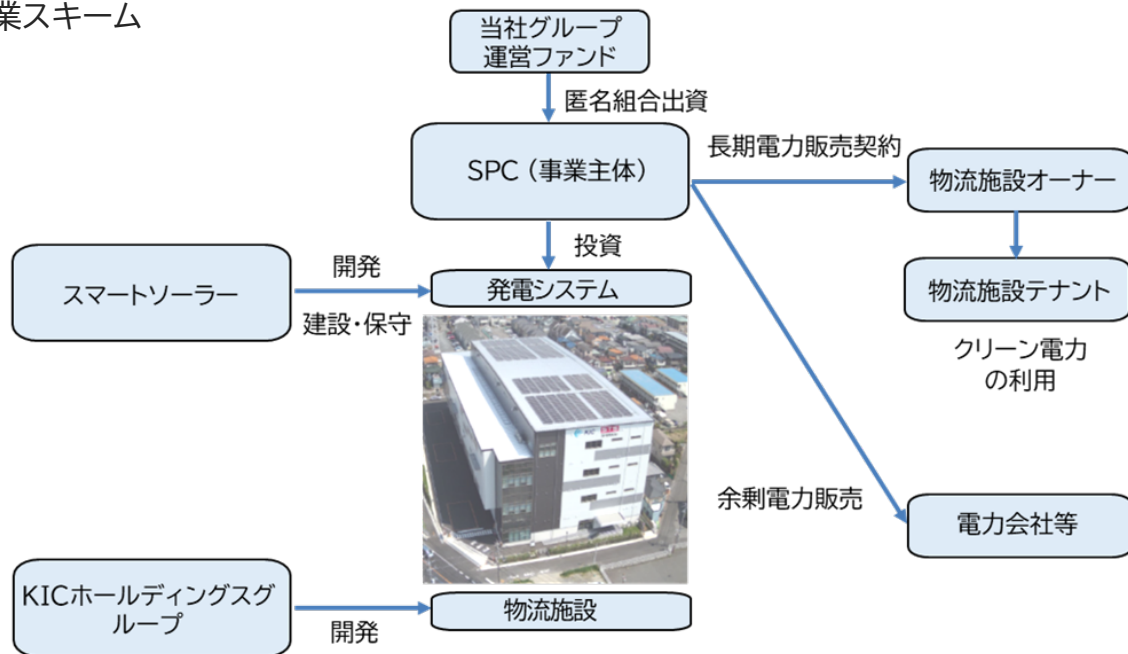 業スキーム
当社グループ
運営ファンド
匿名組合出資
SPC（事業主体）
長期電力販売契約
物流施設オーナー
投資
スマートソーラー
開発
建設・保守
発電システム
物流施設テナント
クリーン電力
の利用
KIC
余剰電力販売
電力会社等
KICホールディングスグ
ループ
開発
物流施設